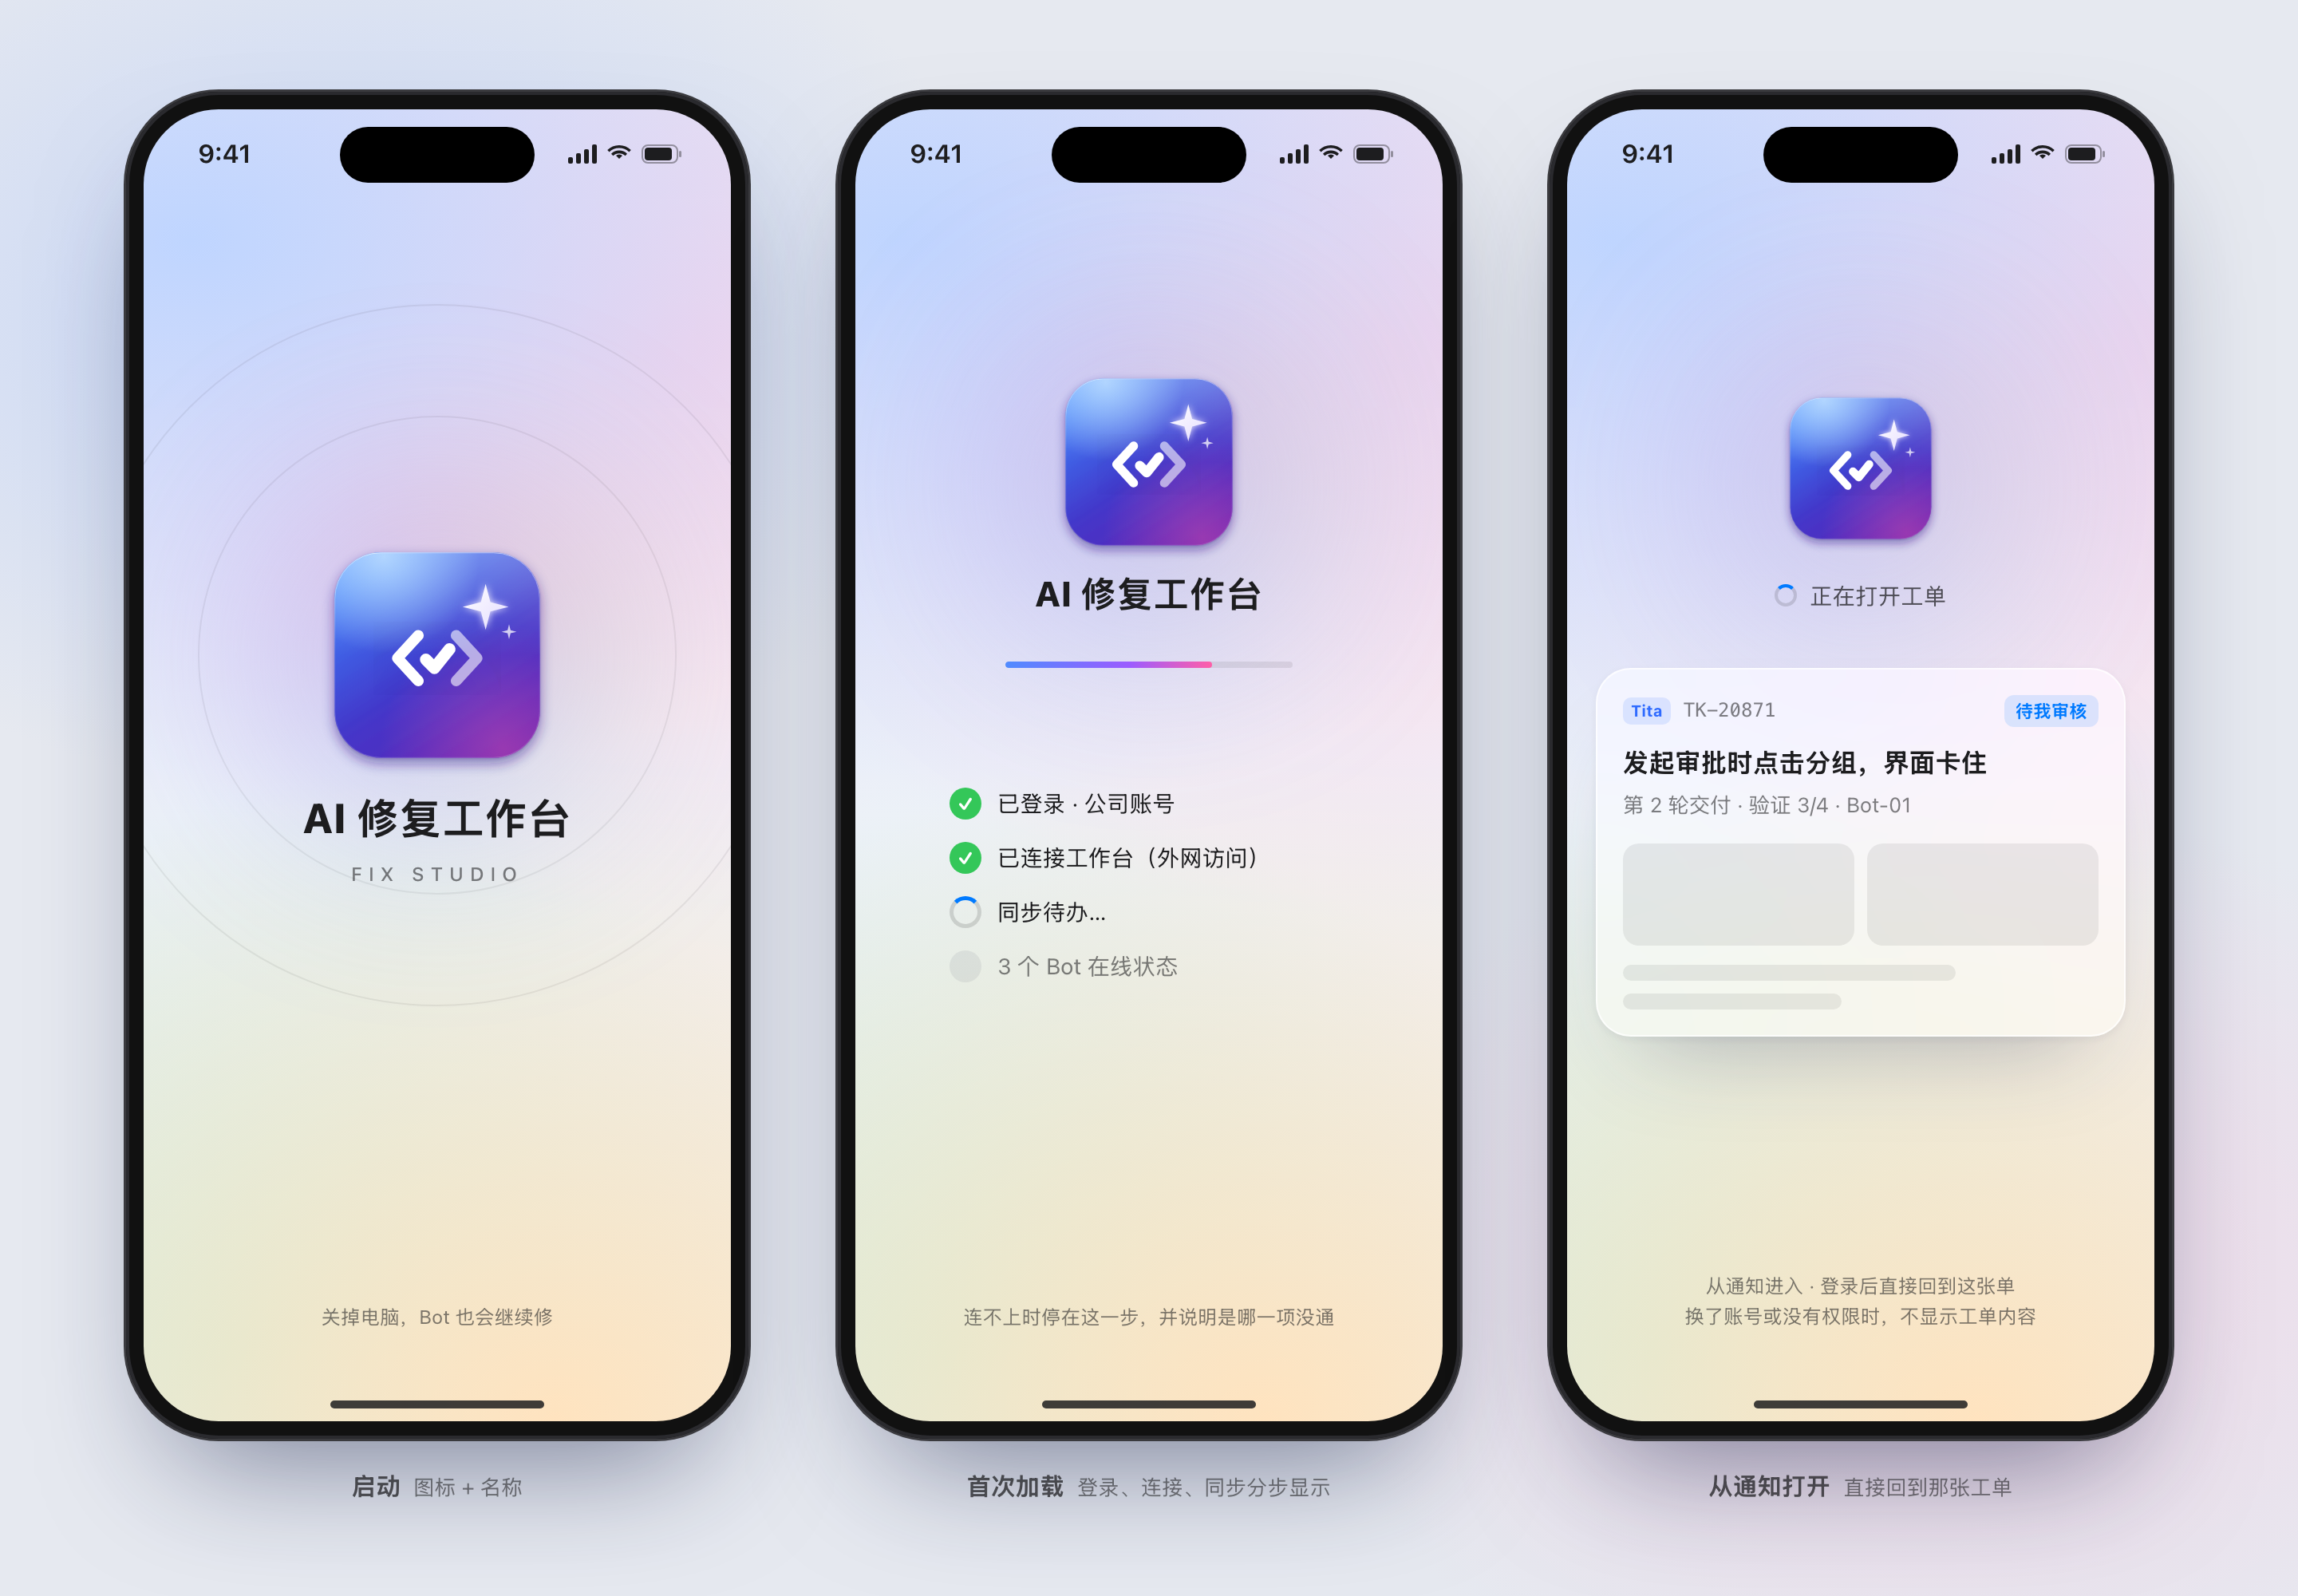 9:41
AI 修复工作台
FIX STUDIO
关掉电脑，Bot 也会继续修
启动 图标 + 名称
9:41
AI 修复工作台
已登录 · 公司账号
已连接工作台（外网访问）
同步待办...
3 个 Bot 在线状态
连不上时停在这一步，并说明是哪一项没通
首次加载 登录、连接、同步分步显示
9:41
正在打开工单
Tita TK-20871 待我审核
发起审批时点击分组，界面卡住
第 2 轮交付 · 验证 3/4 · Bot-01
从通知进入 · 登录后直接回到这张单
换了账号或没有权限时，不显示工单内容
从通知打开 直接回到那张工单